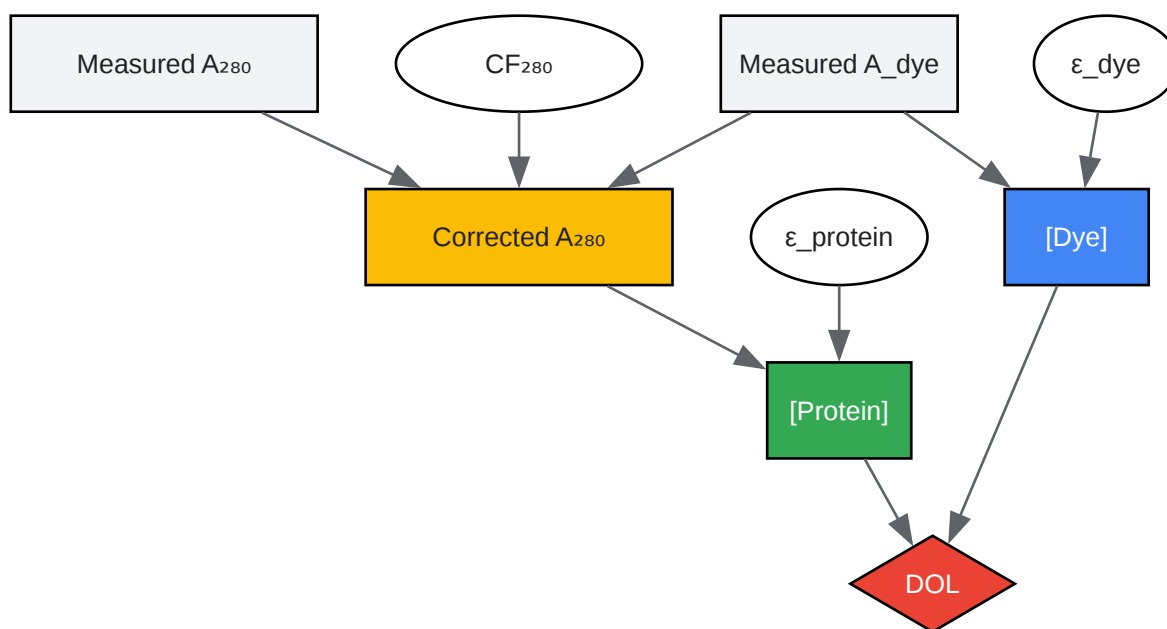 Measured A₂₈₀
CF₂₈₀
Measured A_dye
ε_dye
Corrected A₂₈₀
ε_protein
[Dye]
[Protein]
DOL